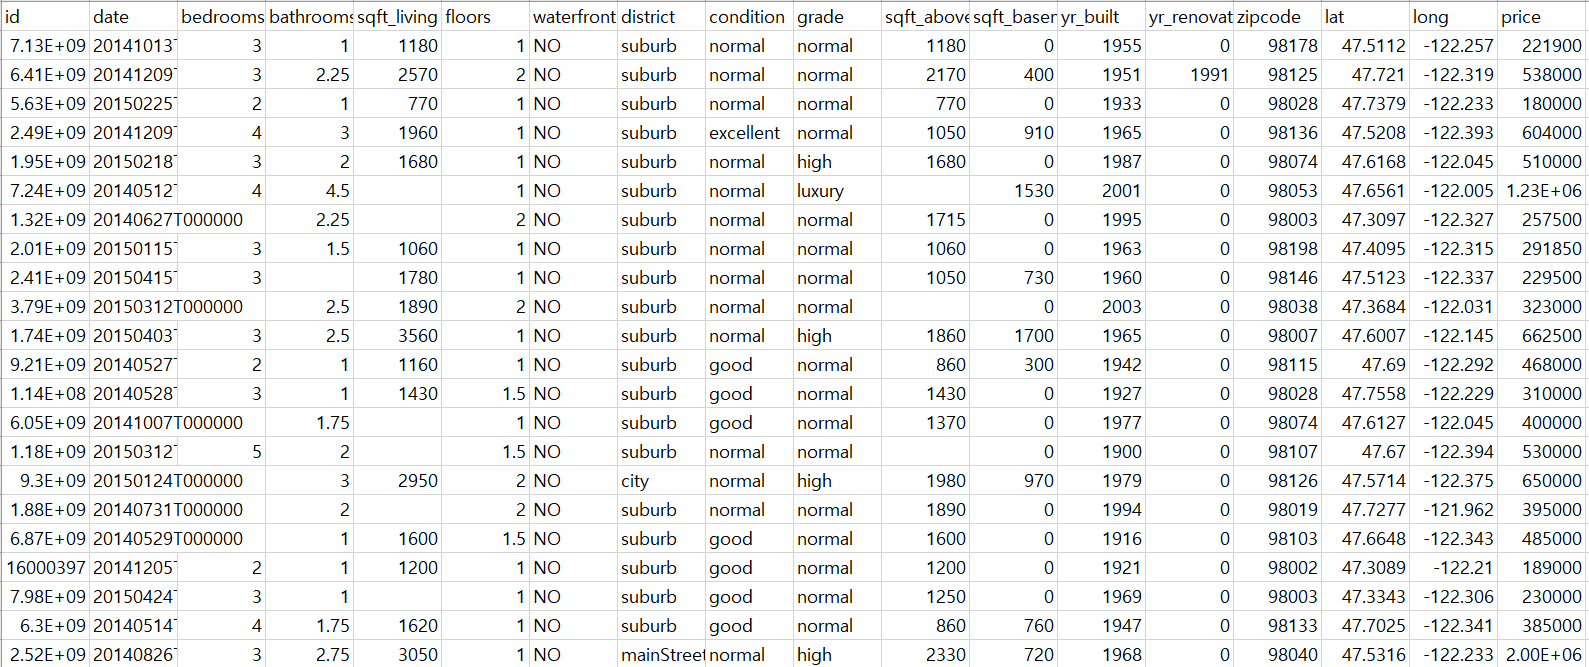 id date bedrooms bathrooms sqft_living floors waterfront district condition grade sqft_above sqft_basen yr_built yr_renovat zipcode lat long price
7.13E+09 20141013T 3 1 1180 1 NO suburb normal normal 1180 0 1955 0 98178 47.5112 -122.257 221900
6.41E+09 20141209T 3 2.25 2570 2 NO suburb normal normal 2170 400 1951 1991 98125 47.721 -122.319 538000
5.63E+09 20150225T 2 1 770 1 NO suburb normal normal 770 0 1933 0 98028 47.7379 -122.233 180000
2.49E+09 20141209T 4 3 1960 1 NO suburb excellent normal 1050 910 1965 0 98136 47.5208 -122.393 604000
1.95E+09 20150218T 3 2 1680 1 NO suburb normal high 1680 0 1987 0 98074 47.6168 -122.045 510000
7.24E+09 20140512T 4 4.5 1 NO suburb normal luxury 1530 2001 0 98053 47.6561 -122.005 1.23E+06
1.32E+09 20140627T000000 2.25 2 NO suburb normal normal 1715 0 1995 0 98003 47.3097 -122.327 257500
2.01E+09 20150115T 3 1.5 1060 1 NO suburb normal normal 1060 0 1963 0 98198 47.4095 -122.315 291850
2.41E+09 20150415T 3 1780 1 NO suburb normal normal 1050 730 1960 0 98146 47.5123 -122.337 229500
3.79E+09 20150312T000000 2.5 1890 2 NO suburb normal normal 0 2003 0 98038 47.3684 -122.031 323000
1.74E+09 20150403T 3 2.5 3560 1 NO suburb normal high 1860 1700 1965 0 98007 47.6007 -122.145 662500
9.21E+09 20140527T 2 1 1160 1 NO suburb good normal 860 300 1942 0 98115 47.69 -122.292 468000
1.14E+08 20140528T 3 1 1430 1.5 NO suburb good normal 1430 0 1927 0 98028 47.7558 -122.229 310000
6.05E+09 20141007T000000 1.75 1 NO suburb good normal 1370 0 1977 0 98074 47.6127 -122.045 400000
1.18E+09 20150312T 5 2 1.5 NO suburb normal normal 0 1900 0 98107 47.67 -122.394 530000
9.3E+09 20150124T000000 3 2950 2 NO city normal high 1980 970 1979 0 98126 47.5714 -122.375 650000
1.88E+09 20140731T000000 2 2 NO suburb normal normal 1890 0 1994 0 98019 47.7277 -121.962 395000
6.87E+09 20140529T000000 1 1600 1.5 NO suburb good normal 1600 0 1916 0 98103 47.6648 -122.343 485000
16000397 20141205T 2 1 1200 1 NO suburb good normal 1200 0 1921 0 98002 47.3089 -122.21 189000
7.98E+09 20150424T 3 1 1 NO suburb good normal 1250 0 1969 0 98003 47.3343 -122.306 230000
6.3E+09 20140514T 4 1.75 1620 1 NO suburb good normal 860 760 1947 0 98133 47.7025 -122.341 385000
2.52E+09 20140826T 3 2.75 3050 1 NO mainStreet normal high 2330 720 1968 0 98040 47.5316 -122.233 2.00E+06